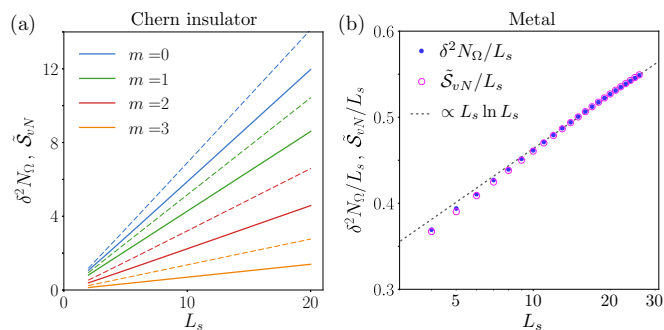 (a) Chern insulator
12
8
4
0
δ²N_Ω , S̃_vN
m =0
m =1
m =2
m =3
0 10 20
L_s
(b) Metal
0.6
0.5
0.4
0.3
δ²N_Ω/L_s , S̃_vN/L_s
δ²N_Ω/L_s
S̃_vN/L_s
∝ L_s ln L_s
5 10 20 30
L_s